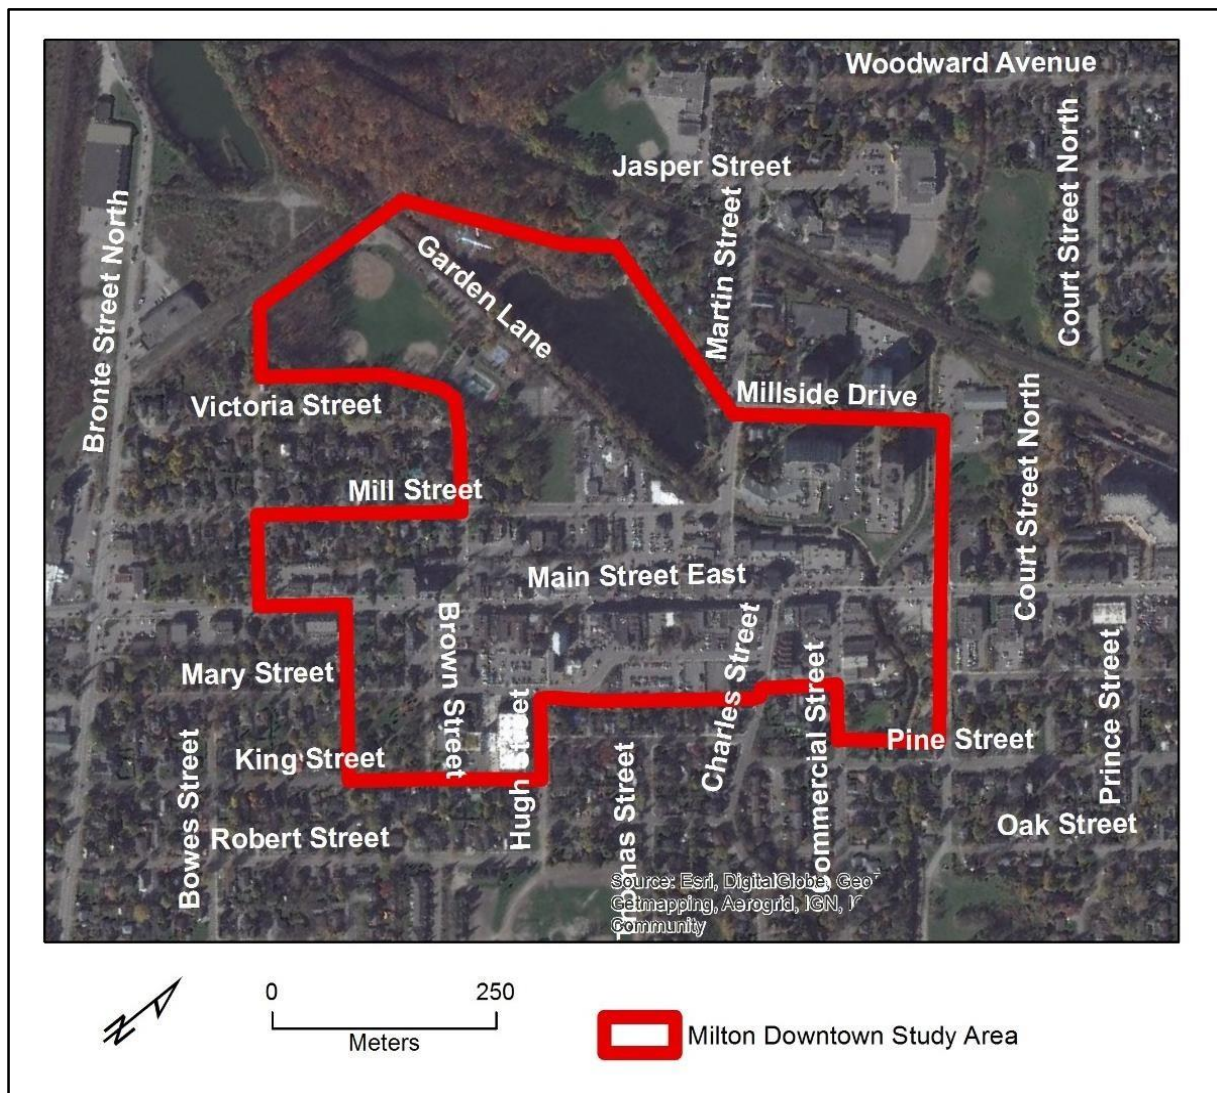 Woodward Avenue
Court Street North
Jasper Street
Martin Street
Bronte Street North
Garden Lane
Millside Drive
Victoria Street
Court Street North
Mill Street
Main Street East
Brown Street
Mary Street
Charles Street
Commercial Street
Prince Street
Hugh Street
Pine Street
King Street
Bowes Street
Oak Street
Robert Street
Source: Esri, DigitalGlobe,
Getmapping, Aerogrid, IGN,
Community
N
0 250
Meters
Milton Downtown Study Area